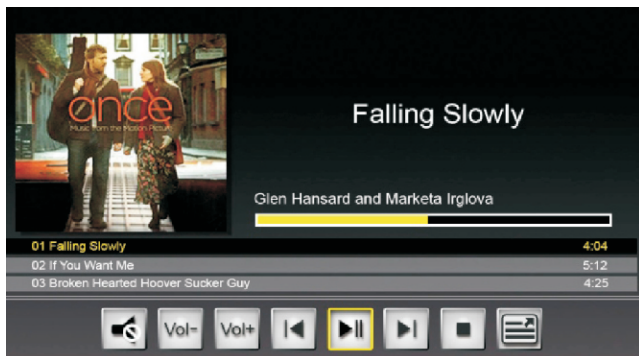 once
Music from the Motion Picture
Falling Slowly
Glen Hansard and Marketa Irglova
01 Falling Slowly 4:04
02 If You Want Me 5:12
03 Broken Hearted Hoover Sucker Guy 4:25
Vol-
Vol+